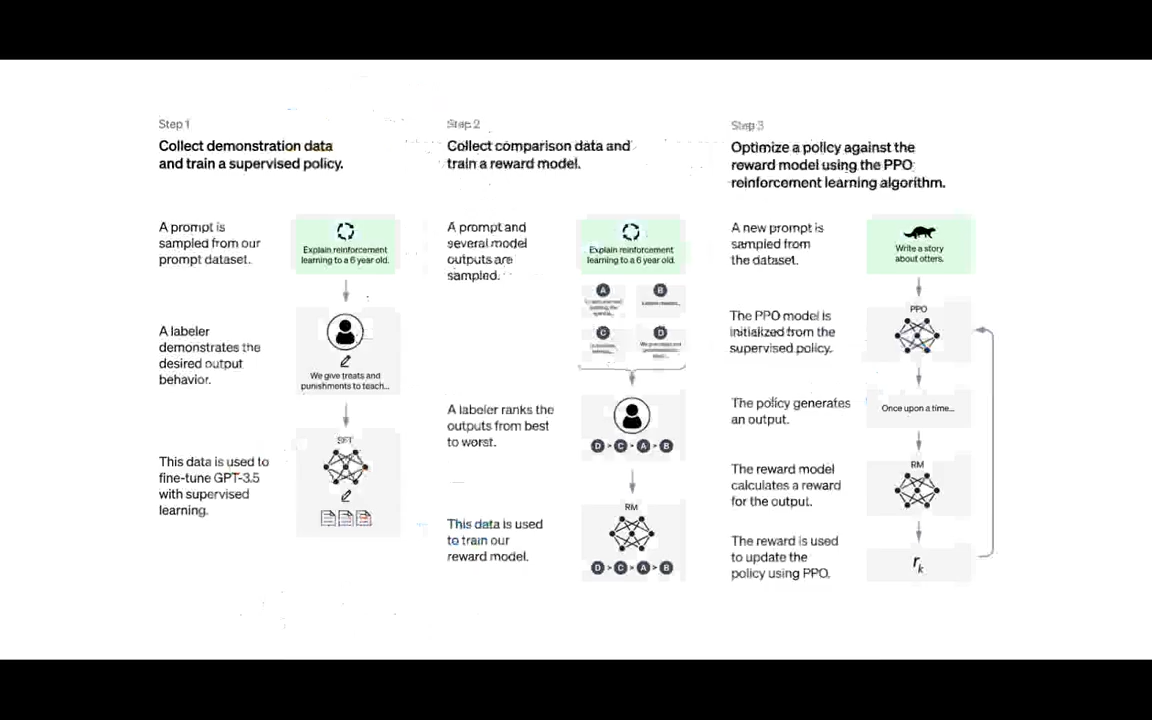 Step 1
Collect demonstration data
and train a supervised policy.
A prompt is
sampled from our
prompt dataset.
Explain reinforcement
learning to a 6 year old.
A labeler
demonstrates the
desired output
behavior.
We give treats and
punishments to teach...
This data is used to
fine-tune GPT-3.5
with supervised
learning.
SFT
Step 2
Collect comparison data and
train a reward model.
A prompt and
several model
outputs are
sampled.
Explain reinforcement
learning to a 6 year old.
A
B
C
D
A labeler ranks the
outputs from best
to worst.
D > C > A > B
This data is used
to train our
reward model.
RM
D > C > A > B
Step 3
Optimize a policy against the
reward model using the PPO
reinforcement learning algorithm.
A new prompt is
sampled from
the dataset.
Write a story
about otters.
The PPO model is
initialized from the
supervised policy.
PPO
The policy generates
an output.
Once upon a time...
The reward model
calculates a reward
for the output.
RM
The reward is used
to update the
policy using PPO.
rk